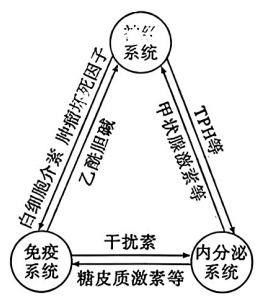 系统
白细胞介素 肿瘤坏死因子
乙酰胆碱
TPH等
甲状腺激素等
免疫
系统
干扰素
糖皮质激素等
内分泌
系统